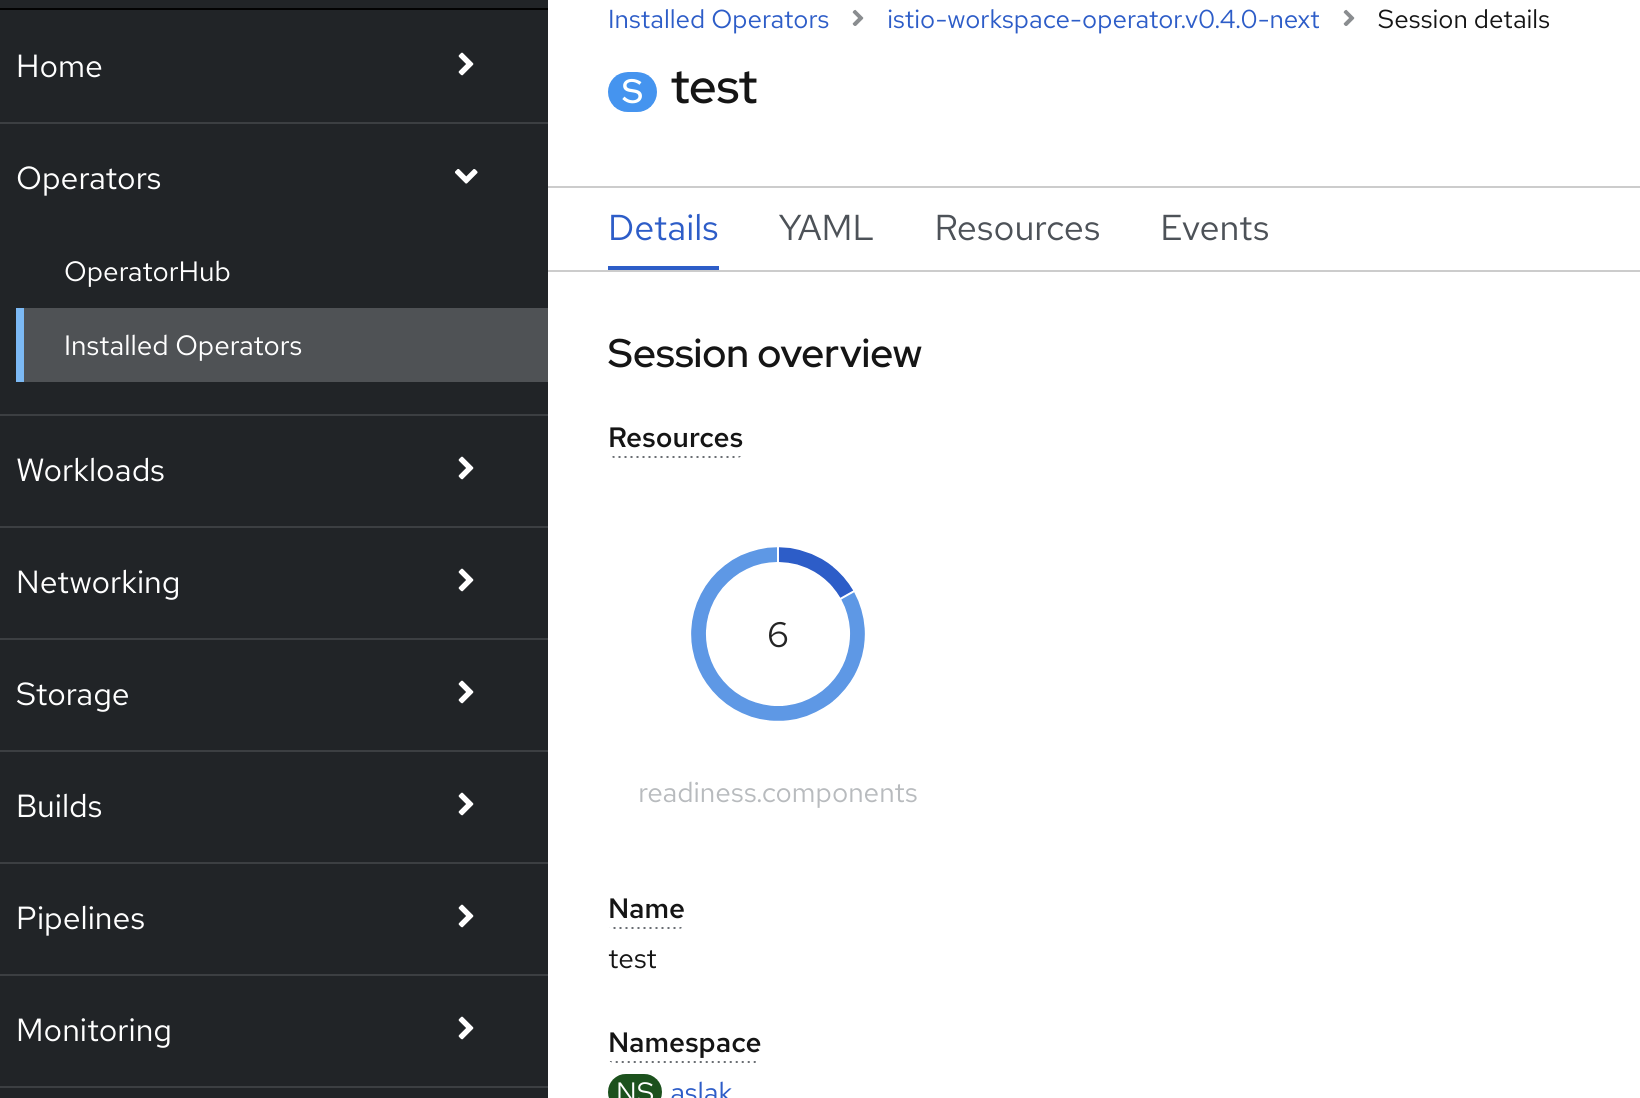 Home
Operators
OperatorHub
Installed Operators
Workloads
Networking
Storage
Builds
Pipelines
Monitoring
Installed Operators > istio-workspace-operator.v0.4.0-next > Session details
S test
Details YAML Resources Events
Session overview
Resources
6
readiness.components
Name
test
Namespace
NS aslak